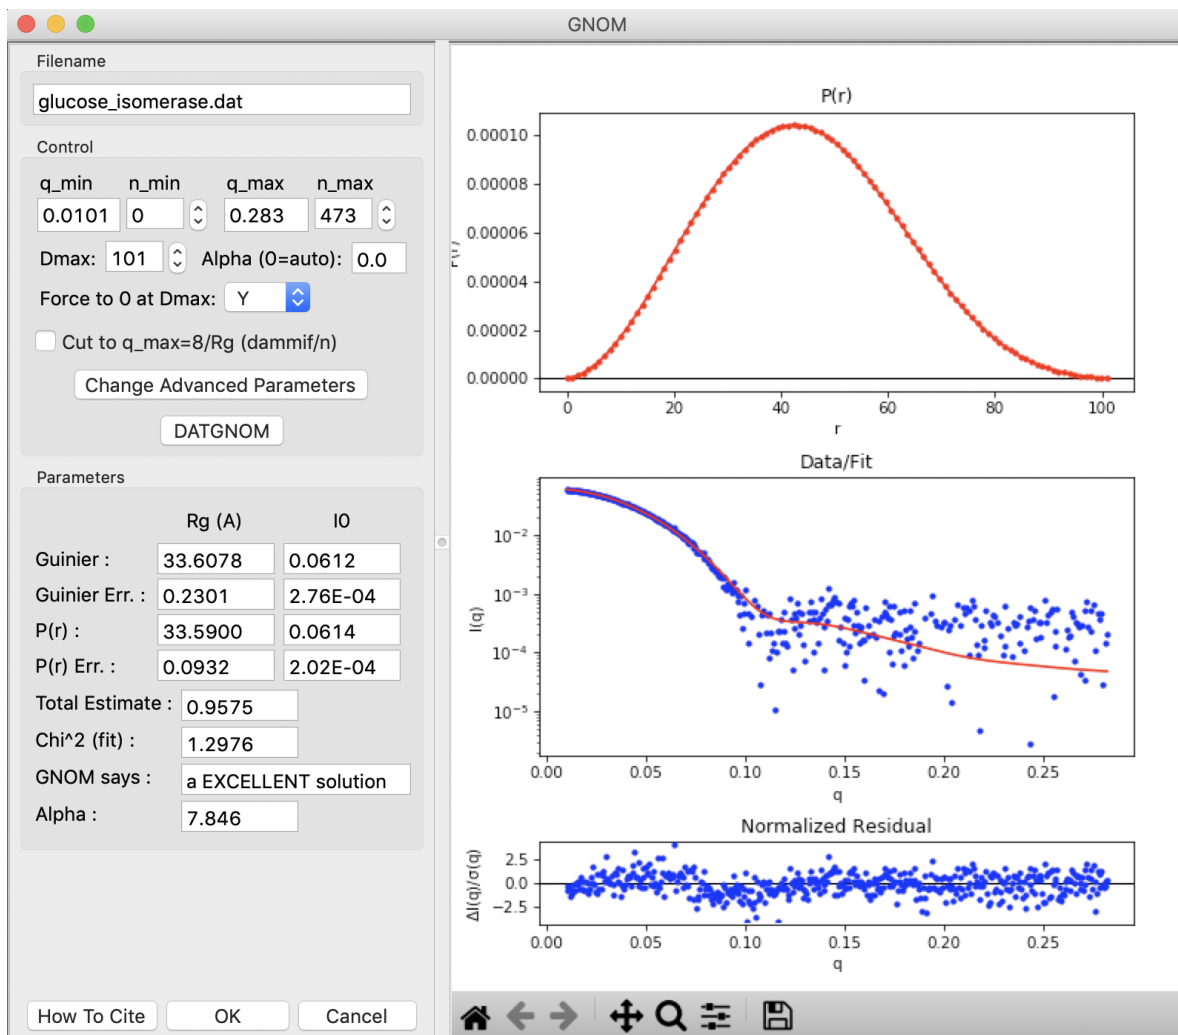 GNOM
Filename
glucose_isomerase.dat
Control
q_min n_min q_max n_max
0.0101 0 0.283 473
Dmax: 101 Alpha (0=auto): 0.0
Force to 0 at Dmax: Y
Cut to q_max=8/Rg (dammif/n)
Change Advanced Parameters
DATGNOM
Parameters
Rg (A) I0
Guinier : 33.6078 0.0612
Guinier Err. : 0.2301 2.76E-04
P(r) : 33.5900 0.0614
P(r) Err. : 0.0932 2.02E-04
Total Estimate : 0.9575
Chi^2 (fit) : 1.2976
GNOM says : a EXCELLENT solution
Alpha : 7.846
How To Cite OK Cancel
P(r)
P(r)
0.00010
0.00008
0.00006
0.00004
0.00002
0.00000
0 20 40 60 80 100
r
Data/Fit
I(q)
10⁻²
10⁻³
10⁻⁴
10⁻⁵
0.00 0.05 0.10 0.15 0.20 0.25
q
Normalized Residual
ΔI(q)/σ(q)
2.5
0.0
−2.5
0.00 0.05 0.10 0.15 0.20 0.25
q